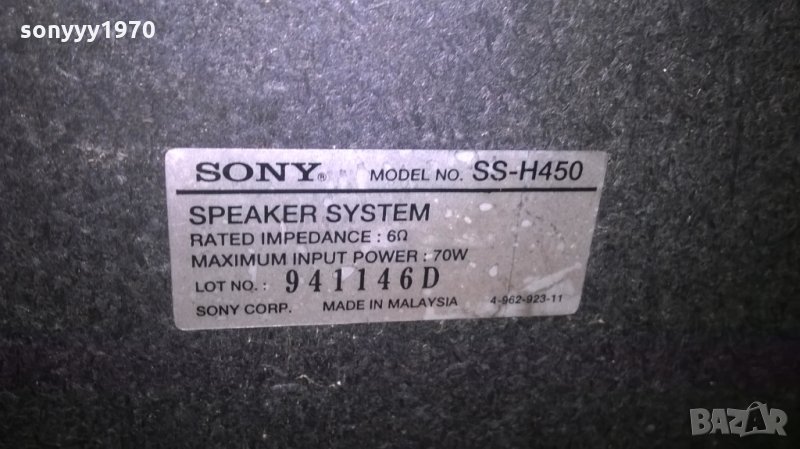 sonyyy1970
SONY® MODEL NO. SS-H450
SPEAKER SYSTEM
RATED IMPEDANCE : 6Ω
MAXIMUM INPUT POWER : 70W
LOT NO. : 941146D
SONY CORP. MADE IN MALAYSIA 4-962-923-11
BAZAR